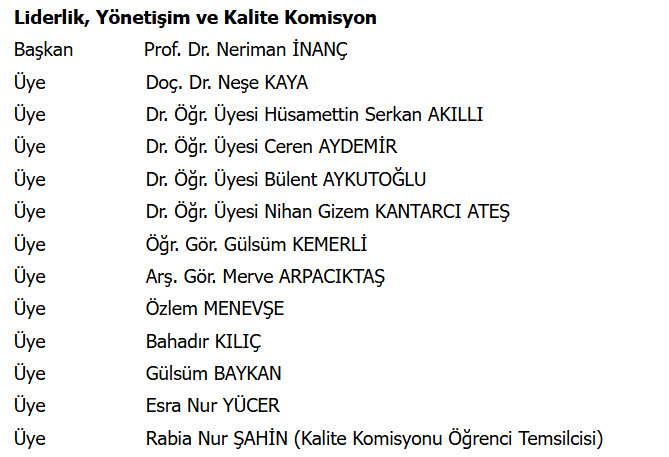 Liderlik, Yönetişim ve Kalite Komisyon
Başkan Prof. Dr. Neriman İNANÇ
Üye Doç. Dr. Neşe KAYA
Üye Dr. Öğr. Üyesi Hüsamettin Serkan AKILLI
Üye Dr. Öğr. Üyesi Ceren AYDEMİR
Üye Dr. Öğr. Üyesi Bülent AYKUTOĞLU
Üye Dr. Öğr. Üyesi Nihan Gizem KANTARCI ATEŞ
Üye Öğr. Gör. Gülsüm KEMERLİ
Üye Arş. Gör. Merve ARPACIKTAŞ
Üye Özlem MENEVŞE
Üye Bahadır KILIÇ
Üye Gülsüm BAYKAN
Üye Esra Nur YÜCER
Üye Rabia Nur ŞAHİN (Kalite Komisyonu Öğrenci Temsilcisi)